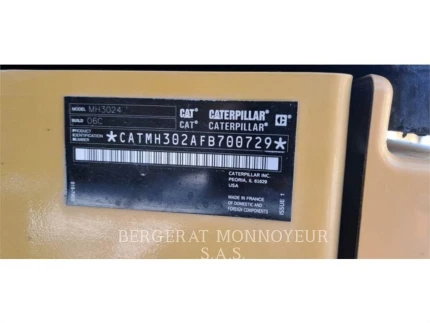 CAT CATERPILLAR
CAT CATERPILLAR
MODEL MH3024
BUILD 06C
PRODUCT
IDENTIFICATION
NUMBER
*CATMH302AFB700729*
CATERPILLAR INC.
PEORIA, IL 61629
USA
MADE IN FRANCE
OF DOMESTIC AND
FOREIGN COMPONENTS
ISSUE 1
BERGERAT MONNOYEUR
S.A.S.